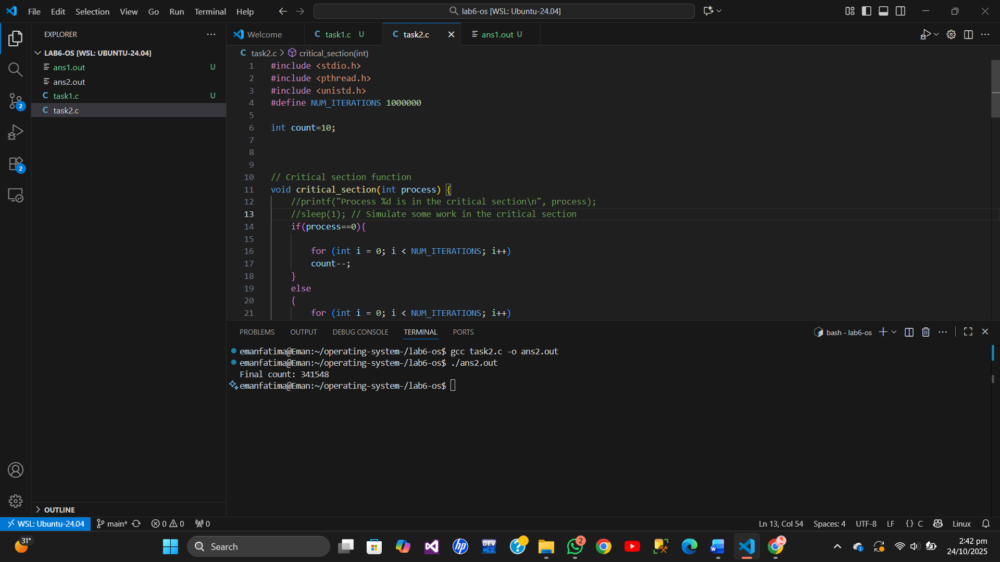 File Edit Selection View Go Run Terminal Help
lab6-os [WSL: Ubuntu-24.04]
EXPLORER
LAB6-OS [WSL: UBUNTU-24.04]
ans1.out U
ans2.out
task1.c U
task2.c
2
2
OUTLINE
Welcome
C task1.c U
C task2.c
ans1.out U
C task2.c > critical_section(int)
1 #include <stdio.h>
2 #include <pthread.h>
3 #include <unistd.h>
4 #define NUM_ITERATIONS 1000000
5
6 int count=10;
7
8
9
10 // Critical section function
11 void critical_section(int process) {
12 //printf("Process %d is in the critical section\n", process);
13 //sleep(1); // Simulate some work in the critical section
14 if(process==0){
15
16 for (int i = 0; i < NUM_ITERATIONS; i++)
17 count--;
18 }
19 else
20 {
21 for (int i = 0; i < NUM_ITERATIONS; i++)
PROBLEMS OUTPUT DEBUG CONSOLE TERMINAL PORTS
bash - lab6-os
emanfatima@Eman:~/operating-system-/lab6-os$ gcc task2.c -o ans2.out
emanfatima@Eman:~/operating-system-/lab6-os$ ./ans2.out
Final count: 341548
emanfatima@Eman:~/operating-system-/lab6-os$
WSL: Ubuntu-24.04 main* 0 0 0
Ln 13, Col 54 Spaces: 4 UTF-8 LF {} C Linux
31°
Search
hp
DEV C++
2
2:42 pm
24/10/2025